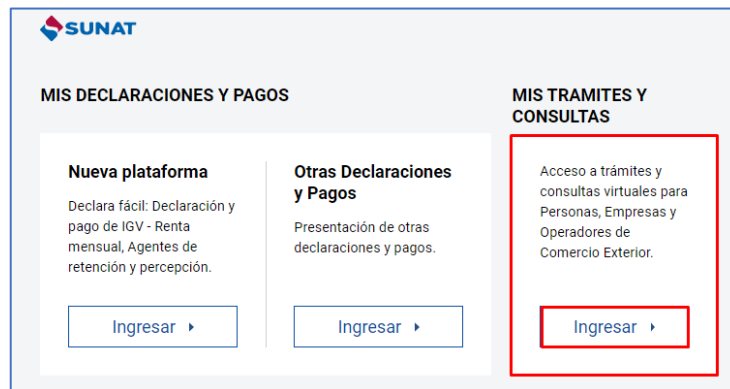 SUNAT
MIS DECLARACIONES Y PAGOS
Nueva plataforma
Declara fácil: Declaración y
pago de IGV - Renta
mensual, Agentes de
retención y percepción.
Ingresar
Otras Declaraciones
y Pagos
Presentación de otras
declaraciones y pagos.
Ingresar
MIS TRAMITES Y
CONSULTAS
Acceso a trámites y
consultas virtuales para
Personas, Empresas y
Operadores de
Comercio Exterior.
Ingresar